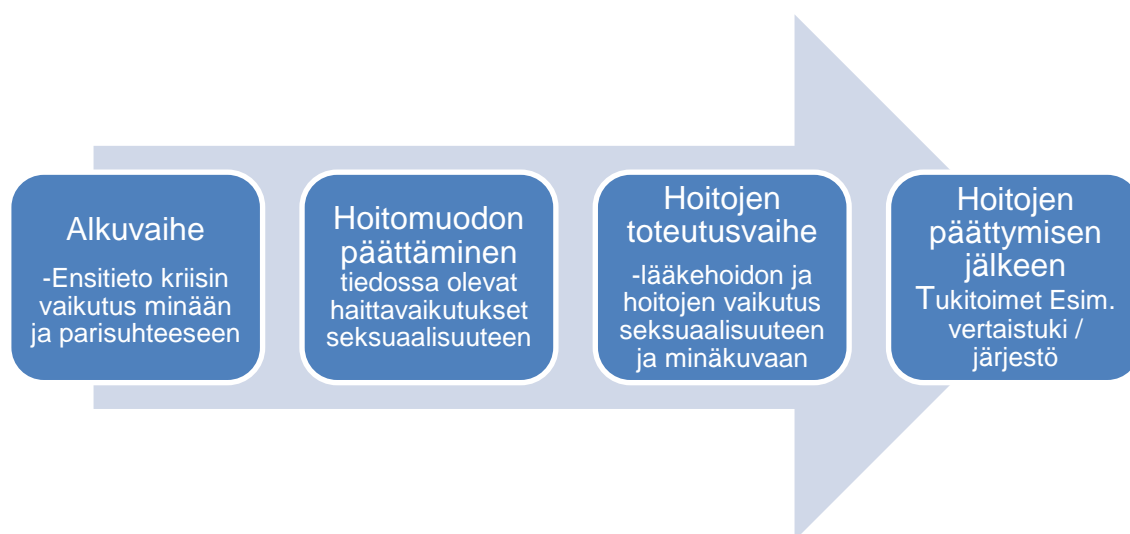 Alkuvaihe
-Ensitieto kriisin
vaikutus minään
ja parisuhteeseen
Hoitomuodon
päättäminen
tiedossa olevat
haittavaikutukset
seksuaalisuuteen
Hoitojen
toteutusvaihe
-lääkehoidon ja
hoitojen vaikutus
seksuaalisuuteen
ja minäkuvaan
Hoitojen
päättymisen
jälkeen
Tukitoimet Esim.
vertaistuki /
järjestö